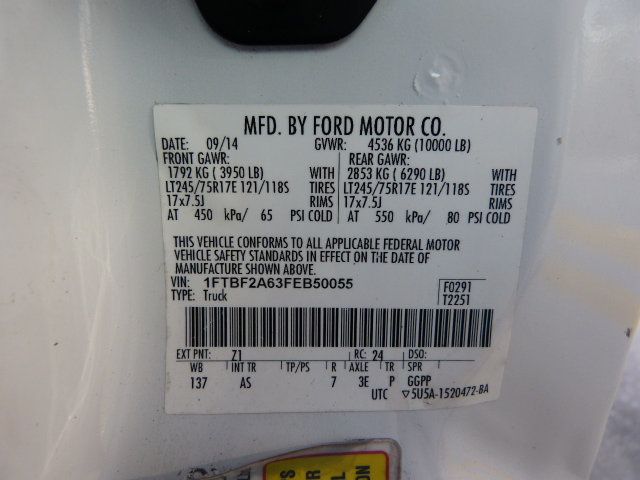 MFD. BY FORD MOTOR CO.
DATE: 09/14 GVWR: 4536 KG (10000 LB)
FRONT GAWR: REAR GAWR:
1792 KG ( 3950 LB) WITH 2853 KG ( 6290 LB) WITH
LT245/75R17E 121/118S TIRES LT245/75R17E 121/118S TIRES
17x7.5J RIMS 17x7.5J RIMS
AT 450 kPa/ 65 PSI COLD AT 550 kPa/ 80 PSI COLD
THIS VEHICLE CONFORMS TO ALL APPLICABLE FEDERAL MOTOR
VEHICLE SAFETY STANDARDS IN EFFECT ON THE DATE OF
MANUFACTURE SHOWN ABOVE.
VIN: 1FTBF2A63FEB50055 F0291
TYPE: Truck T2251
EXT PNT: Z1 RC: 24 DSO:
WB INT TR TP/PS R AXLE TR SPR
137 AS 7 3E P GGPP
UTC ▽5U5A-1520472-BA